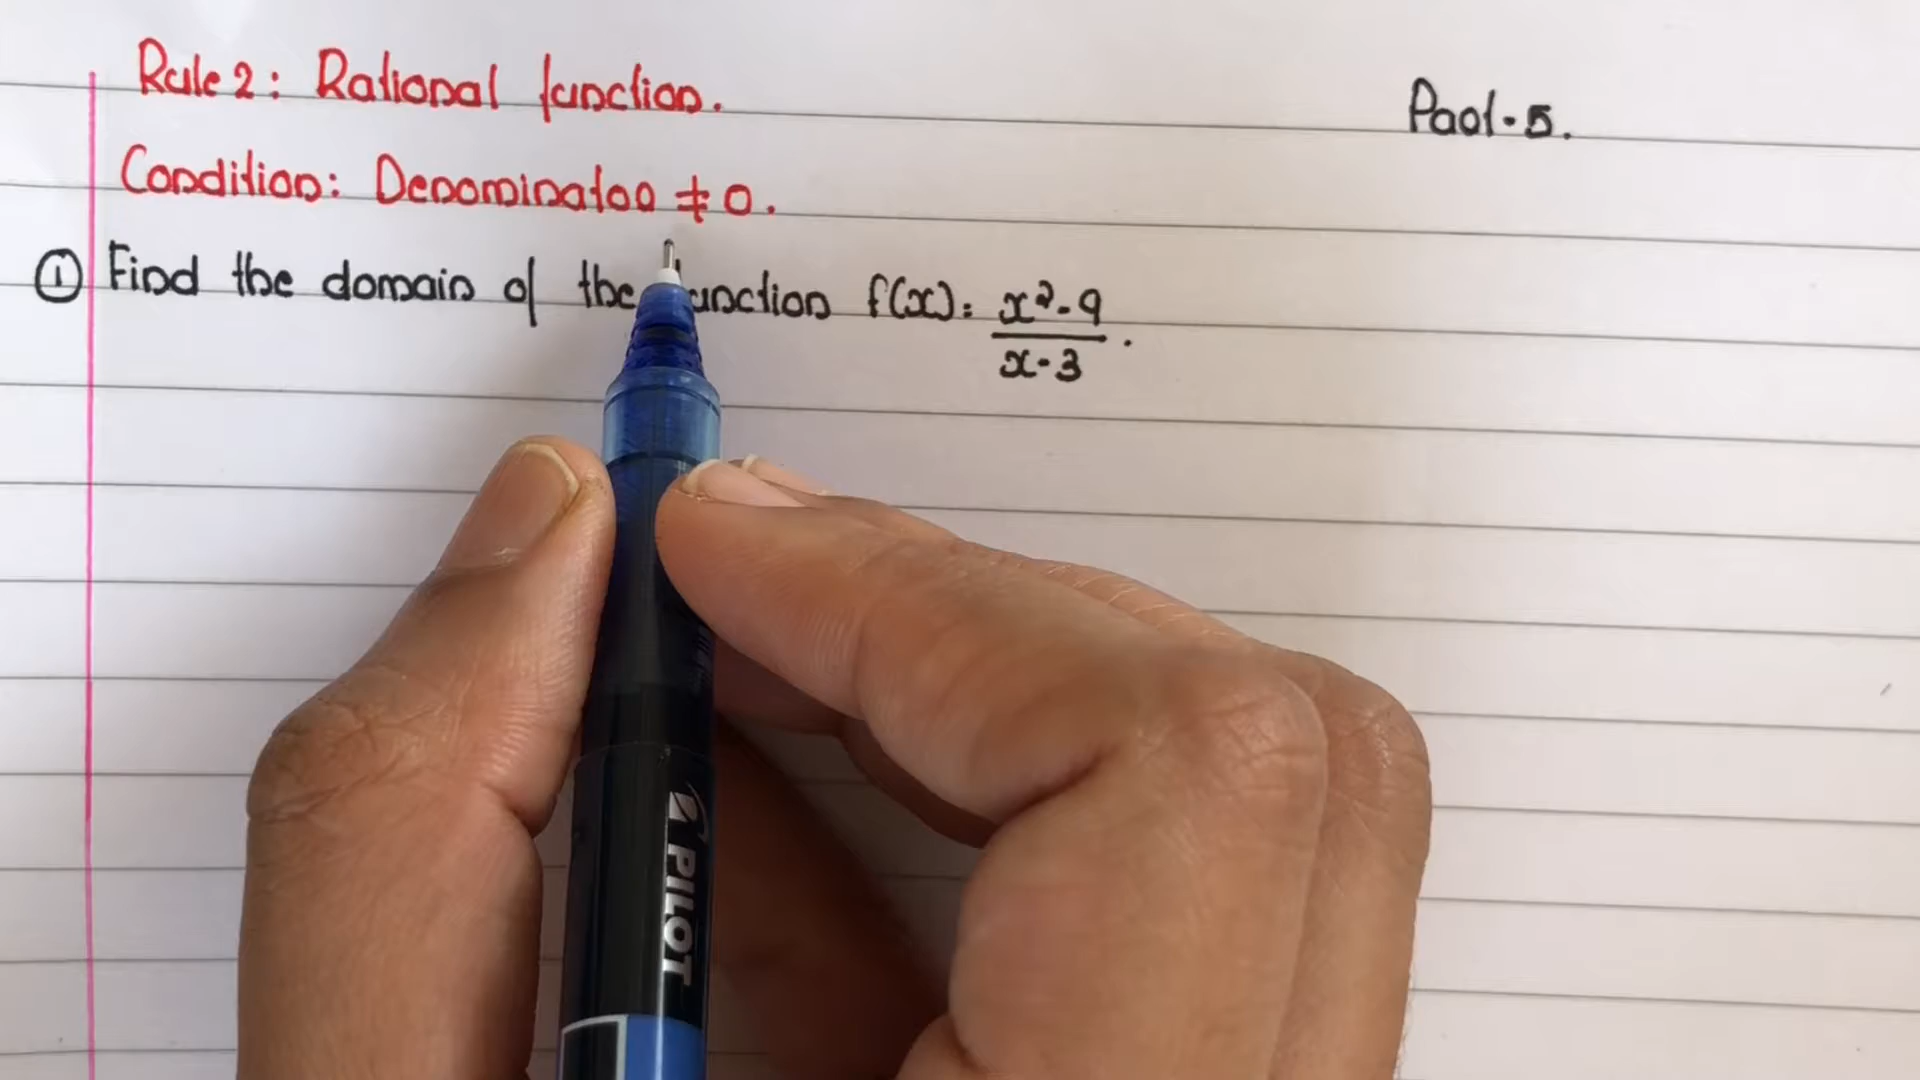 Rule 2: Rational function.
Part-5.
Condition: Denominator ≠ 0.
① Find the domain of the function f(x): x²-9 / x-3 .
PILOT